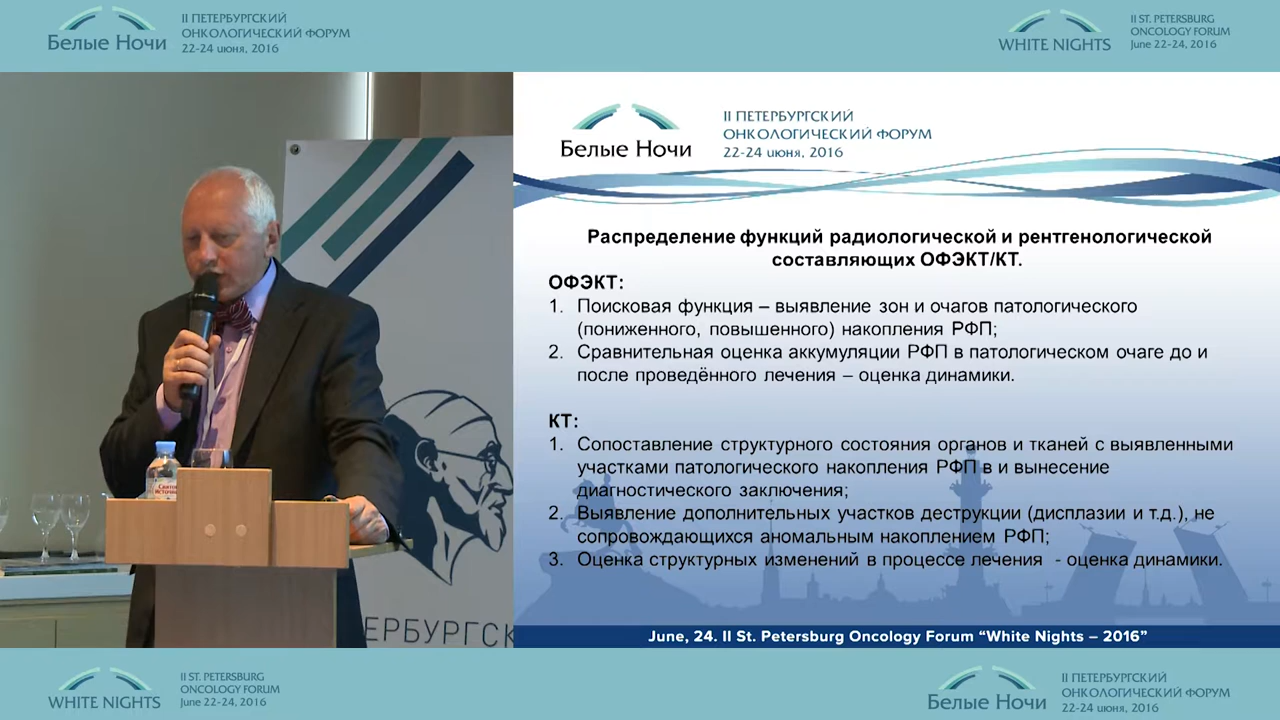 Белые Ночи
II ПЕТЕРБУРГСКИЙ
ОНКОЛОГИЧЕСКИЙ ФОРУМ
22-24 июня, 2016
WHITE NIGHTS
II ST. PETERSBURG
ONCOLOGY FORUM
June 22-24, 2016
Белые Ночи
II ПЕТЕРБУРГСКИЙ
ОНКОЛОГИЧЕСКИЙ ФОРУМ
22-24 июня, 2016
Распределение функций радиологической и рентгенологической
составляющих ОФЭКТ/КТ.
ОФЭКТ:
1. Поисковая функция – выявление зон и очагов патологического
(пониженного, повышенного) накопления РФП;
2. Сравнительная оценка аккумуляции РФП в патологическом очаге до и
после проведённого лечения – оценка динамики.
КТ:
1. Сопоставление структурного состояния органов и тканей с выявленными
участками патологического накопления РФП в и вынесение
диагностического заключения;
2. Выявление дополнительных участков деструкции (дисплазии и т.д.), не
сопровождающихся аномальным накоплением РФП;
3. Оценка структурных изменений в процессе лечения - оценка динамики.
June, 24. II St. Petersburg Oncology Forum “White Nights – 2016”
ЕРБУРГСК
WHITE NIGHTS
II ST. PETERSBURG
ONCOLOGY FORUM
June 22-24, 2016
Белые Ночи
II ПЕТЕРБУРГСКИЙ
ОНКОЛОГИЧЕСКИЙ ФОРУМ
22-24 июня, 2016